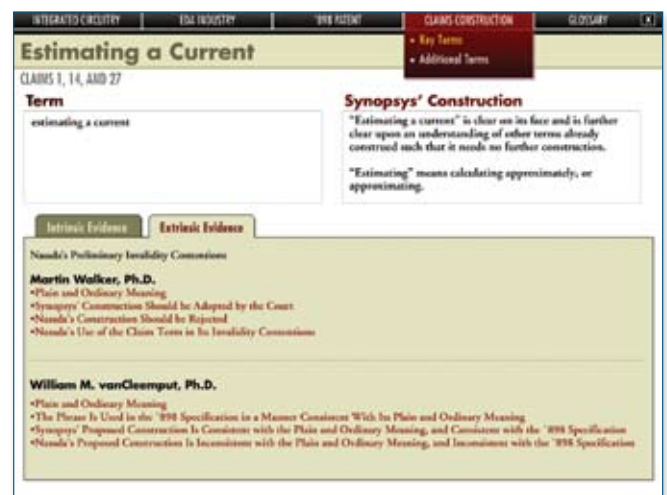 INTEGRATED CIRCUITRY
EDA INDUSTRY
'898 PATENT
CLAIMS CONSTRUCTION
GLOSSARY
X
• Key Terms
• Additional Terms
Estimating a Current
CLAIMS 1, 14, AND 27
Term
estimating a current
Synopsys' Construction
"Estimating a current" is clear on its face and is further
clear upon an understanding of other terms already
construed such that it needs no further construction.
"Estimating" means calculating approximately, or
approximating.
Intrinsic Evidence
Extrinsic Evidence
Nassda's Preliminary Invalidity Contentions
Martin Walker, Ph.D.
•Plain and Ordinary Meaning
•Synopsys' Construction Should be Adopted by the Court
•Nassda's Construction Should be Rejected
•Nassda's Use of the Claim Term in Its Invalidity Contentions
William M. vanCleemput, Ph.D.
•Plain and Ordinary Meaning
•The Phrase Is Used in the '898 Specification in a Manner Consistent With Its Plain and Ordinary Meaning
•Synopsys' Proposed Construction Is Consistent with the Plain and Ordinary Meaning, and Consistent with the '898 Specification
•Nassda's Proposed Construction Is Inconsistent with the Plain and Ordinary Meaning, and Inconsistent with the '898 Specification